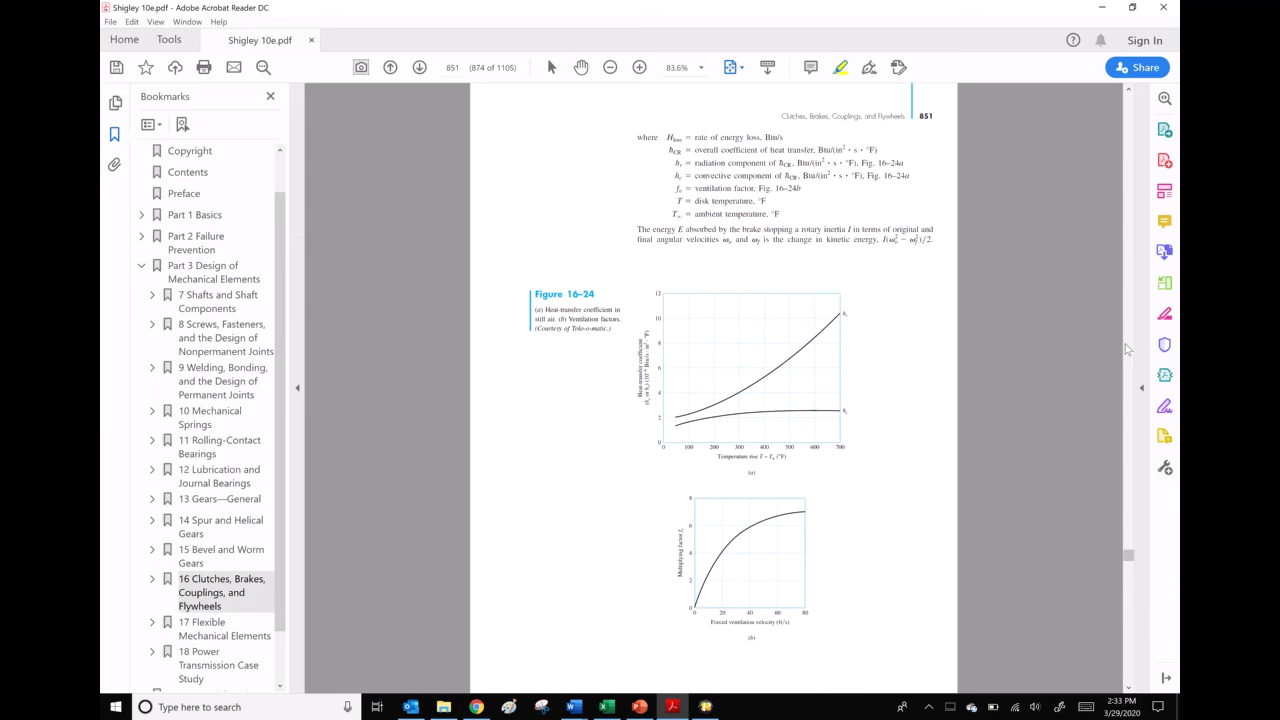 Shigley 10e.pdf - Adobe Acrobat Reader DC
File Edit View Window Help
Home Tools Shigley 10e.pdf × Sign In
851 (874 of 1105) 83.6% Share
Bookmarks
Copyright
Contents
Preface
Part 1 Basics
Part 2 Failure
Prevention
Part 3 Design of
Mechanical Elements
7 Shafts and Shaft
Components
8 Screws, Fasteners,
and the Design of
Nonpermanent Joints
9 Welding, Bonding,
and the Design of
Permanent Joints
10 Mechanical
Springs
11 Rolling-Contact
Bearings
12 Lubrication and
Journal Bearings
13 Gears—General
14 Spur and Helical
Gears
15 Bevel and Worm
Gears
16 Clutches, Brakes,
Couplings, and
Flywheels
17 Flexible
Mechanical Elements
18 Power
Transmission Case
Study
Clutches, Brakes, Couplings, and Flywheels 851
where H_loss = rate of energy loss, Btu/s
ħ_CR = overall coefficient of heat transfer, Btu/(in² · s · °F)
h_r = radiation component of ħ_CR, Btu/(in² · s · °F), Fig. 16–24a
h_c = convective component of ħ_CR, Btu/(in² · s · °F), Fig. 16–24a
f_v = ventilation factor, Fig. 16–24b
T = disk temperature, °F
T_∞ = ambient temperature, °F
The energy E absorbed by the brake stopping a rotary inertia I in terms of original and
final angular velocities ω_o and ω_f is the change in kinetic energy, I(ω_o² − ω_f²)/2.
Figure 16–24
(a) Heat-transfer coefficient in
still air. (b) Ventilation factors.
(Courtesy of Tolo-o-matic.)
Heat-transfer coefficient
12
10
8
6
4
2
0
0 100 200 300 400 500 600 700
Temperature rise T − T_∞ (°F)
(a)
Multiplying factor f_v
8
6
4
2
0
0 20 40 60 80
Forced ventilation velocity (ft/s)
(b)
Type here to search
2:33 PM
3/29/2020